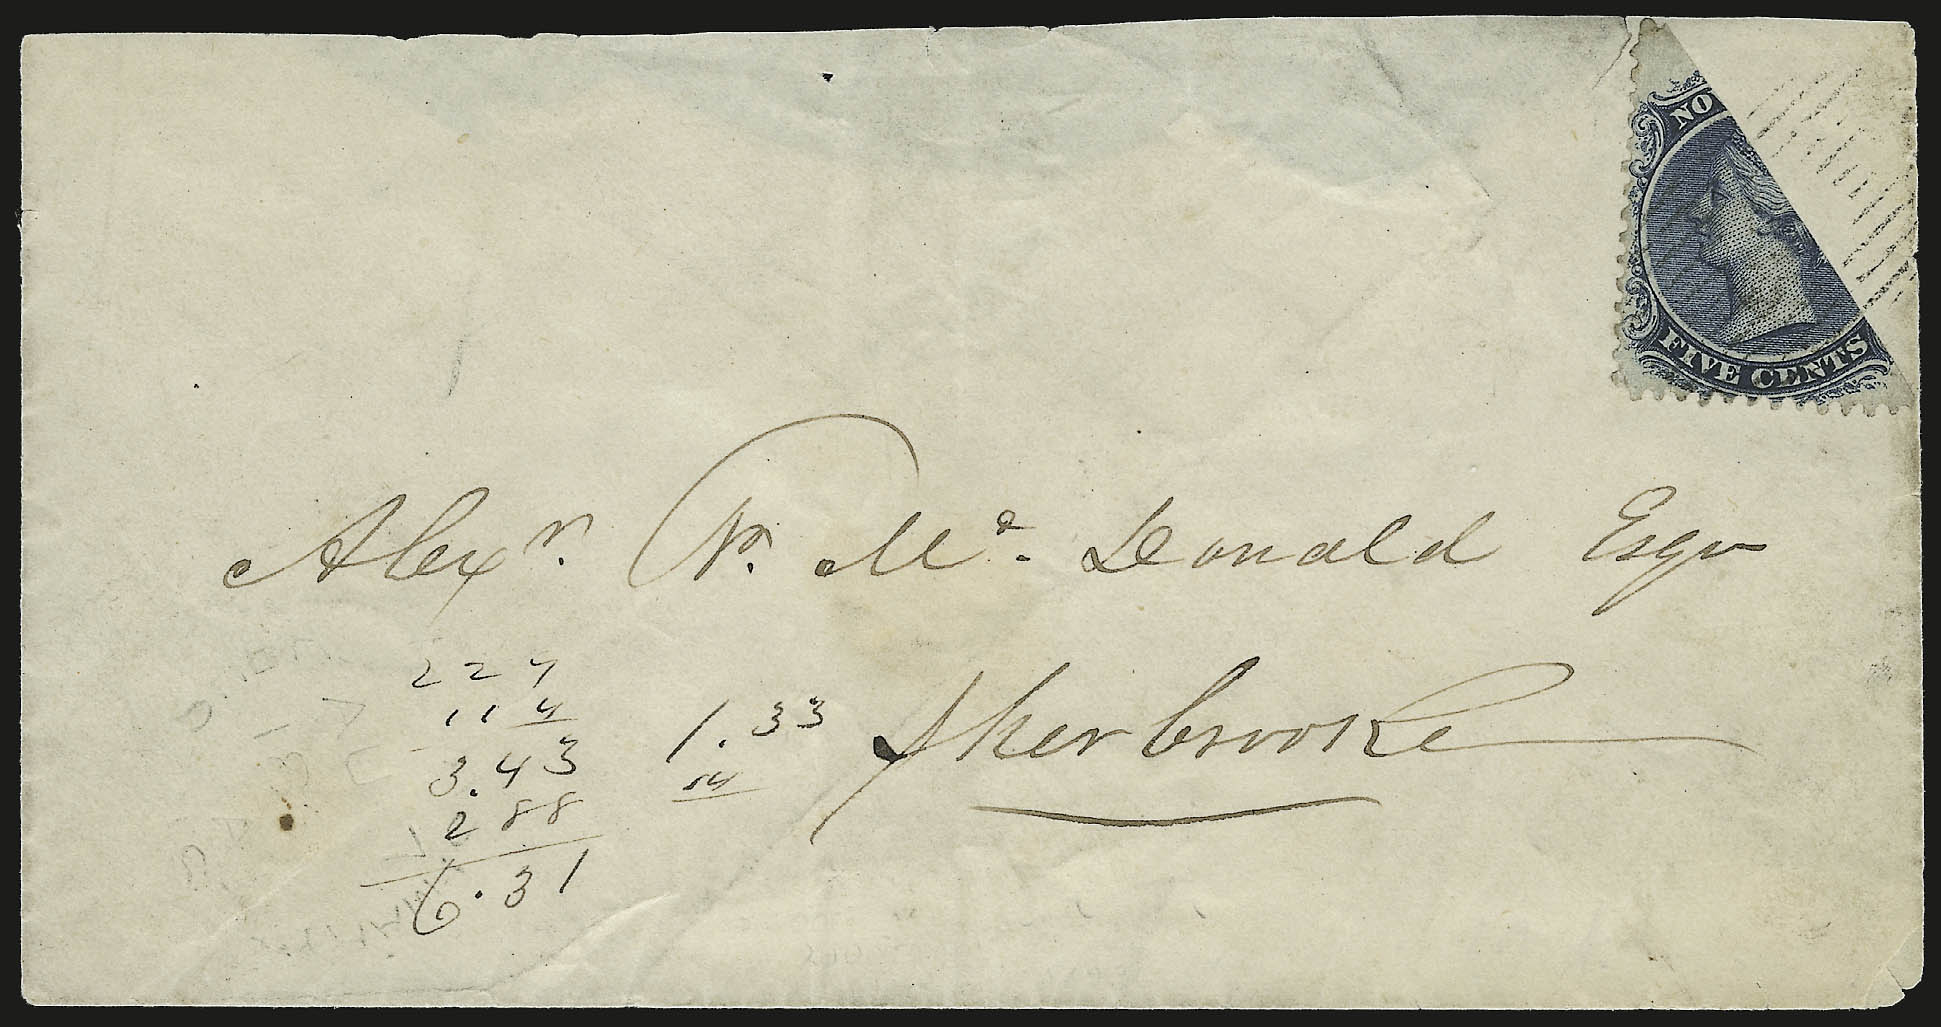 NO
FIVE CENTS
Alexr. N. Mc. Donald Esqr
Sherbrooke
227
114
3.43
288
6.31
1.33